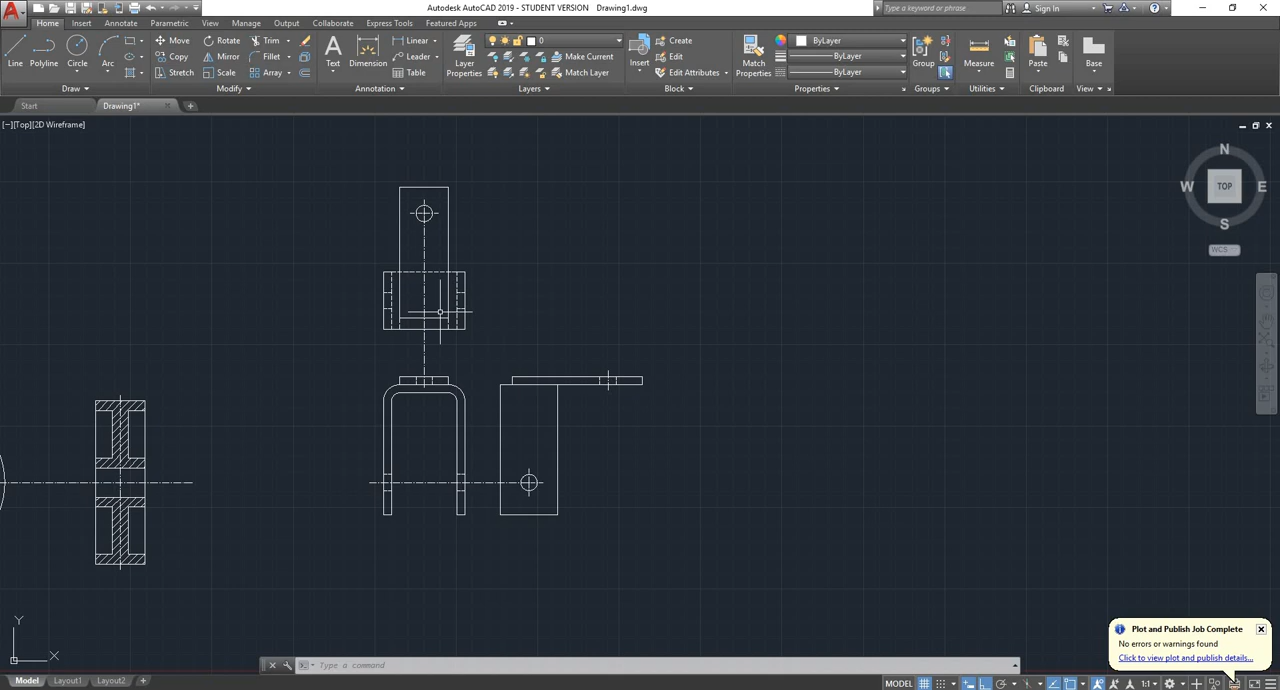 Autodesk AutoCAD 2019 - STUDENT VERSION Drawing1.dwg
Type a keyword or phrase
Sign In
Home Insert Annotate Parametric View Manage Output Collaborate Express Tools Featured Apps
Line Polyline Circle Arc
Move Rotate Trim
Copy Mirror Fillet
Stretch Scale Array
Text Dimension
Linear
Leader
Table
Layer Properties
0
Make Current
Match Layer
Insert
Create
Edit
Edit Attributes
Match Properties
ByLayer
ByLayer
ByLayer
Group
Measure
Paste
Base
Draw Modify Annotation Layers Block Properties Groups Utilities Clipboard View
Start Drawing1*
[−][Top][2D Wireframe]
N
W TOP E
S
WCS
Y
X
Plot and Publish Job Complete
No errors or warnings found
Click to view plot and publish details...
Type a command
Model Layout1 Layout2
MODEL 1:1